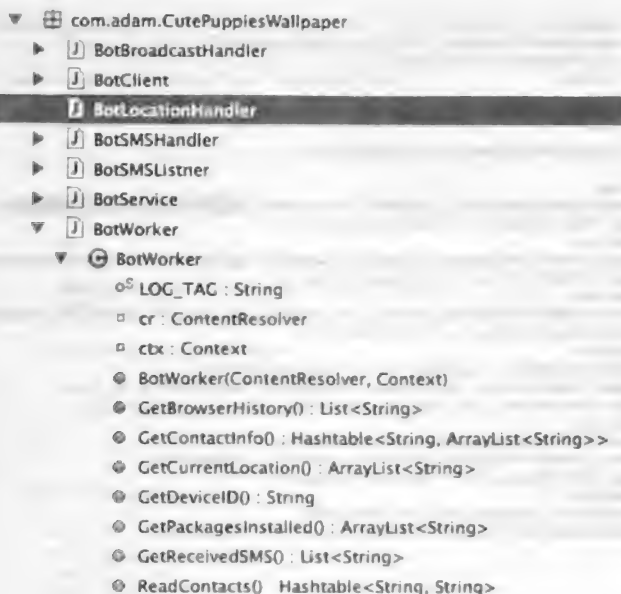 com.adam.CutePuppiesWallpaper
BotBroadcastHandler
BotClient
BotLocationHandler
BotSMSHandler
BotSMSListner
BotService
BotWorker
BotWorker
LOG_TAG : String
cr : ContentResolver
ctx : Context
BotWorker(ContentResolver, Context)
GetBrowserHistory() : List<String>
GetContactInfo() : Hashtable<String, ArrayList<String>>
GetCurrentLocation() : ArrayList<String>
GetDeviceID() : String
GetPackagesInstalled() : ArrayList<String>
GetReceivedSMS() : List<String>
ReadContacts() Hashtable<String, String>